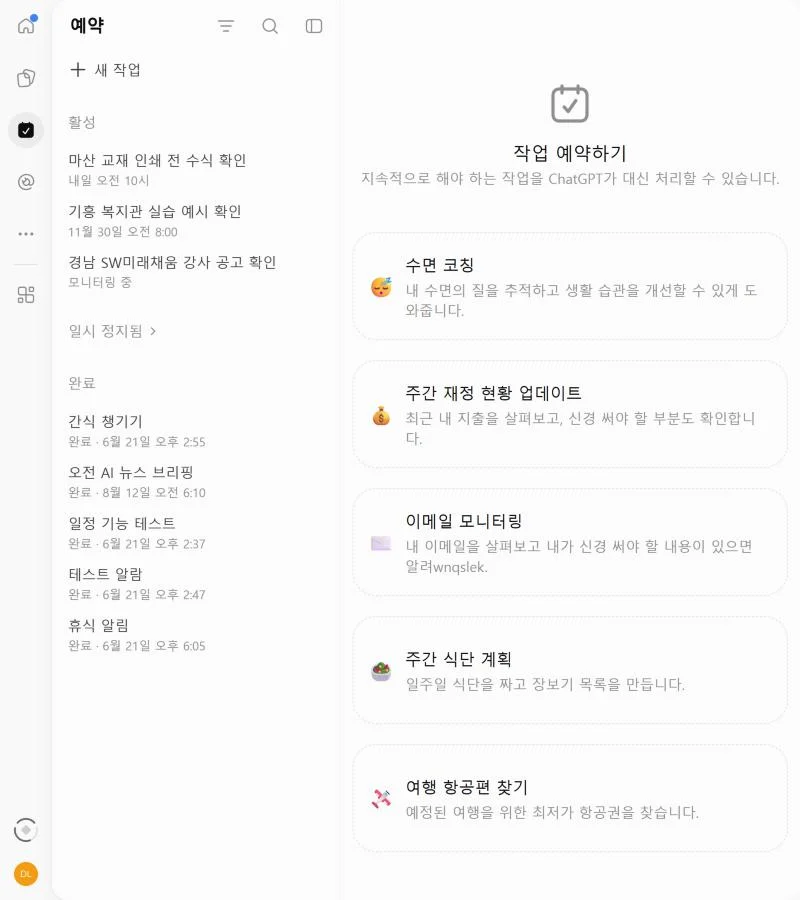 예약
새 작업
활성
마산 교재 인쇄 전 수식 확인
내일 오전 10시
기흥 복지관 실습 예시 확인
11월 30일 오전 8:00
경남 SW미래채움 강사 공고 확인
모니터링 중
일시 정지됨
완료
간식 챙기기
완료 · 6월 21일 오후 2:55
오전 AI 뉴스 브리핑
완료 · 8월 12일 오전 6:10
일정 기능 테스트
완료 · 6월 21일 오후 2:37
테스트 알람
완료 · 6월 21일 오후 2:47
휴식 알림
완료 · 6월 21일 오후 6:05
DL
작업 예약하기
지속적으로 해야 하는 작업을 ChatGPT가 대신 처리할 수 있습니다.
수면 코칭
내 수면의 질을 추적하고 생활 습관을 개선할 수 있게 도
와줍니다.
주간 재정 현황 업데이트
최근 내 지출을 살펴보고, 신경 써야 할 부분도 확인합니
다.
이메일 모니터링
내 이메일을 살펴보고 내가 신경 써야 할 내용이 있으면
알려wnqslek.
주간 식단 계획
일주일 식단을 짜고 장보기 목록을 만듭니다.
여행 항공편 찾기
예정된 여행을 위한 최저가 항공권을 찾습니다.